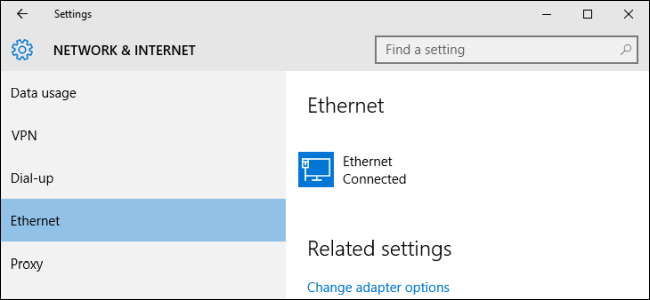 Settings
NETWORK & INTERNET
Find a setting
Data usage
VPN
Dial-up
Ethernet
Proxy
Ethernet
Ethernet
Connected
Related settings
Change adapter options